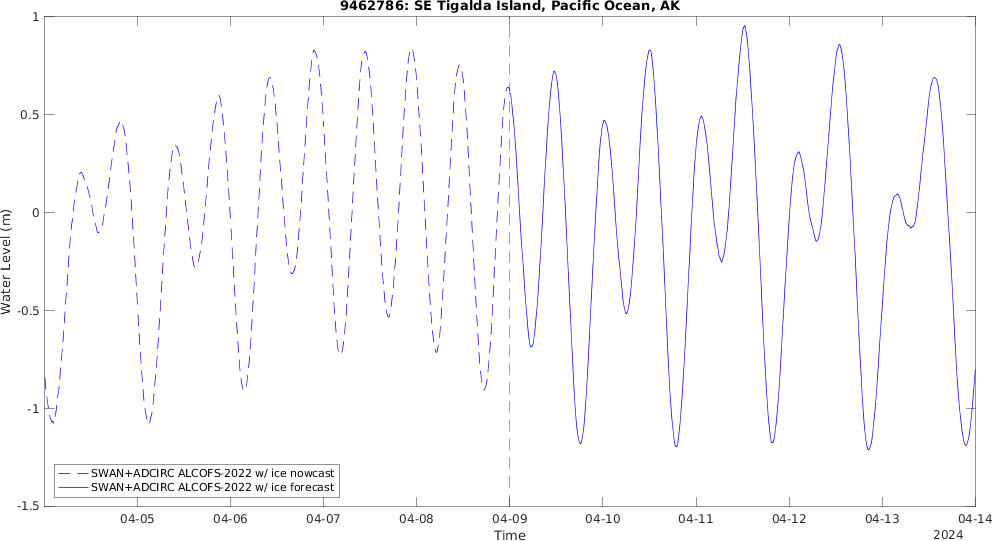 9462786: SE Tigalda Island, Pacific Ocean, AK
1
0.5
0
-0.5
-1
-1.5
Water Level (m)
SWAN+ADCIRC ALCOFS-2022 w/ ice nowcast
SWAN+ADCIRC ALCOFS-2022 w/ ice forecast
04-05 04-06 04-07 04-08 04-09 04-10 04-11 04-12 04-13 04-14
Time
2024